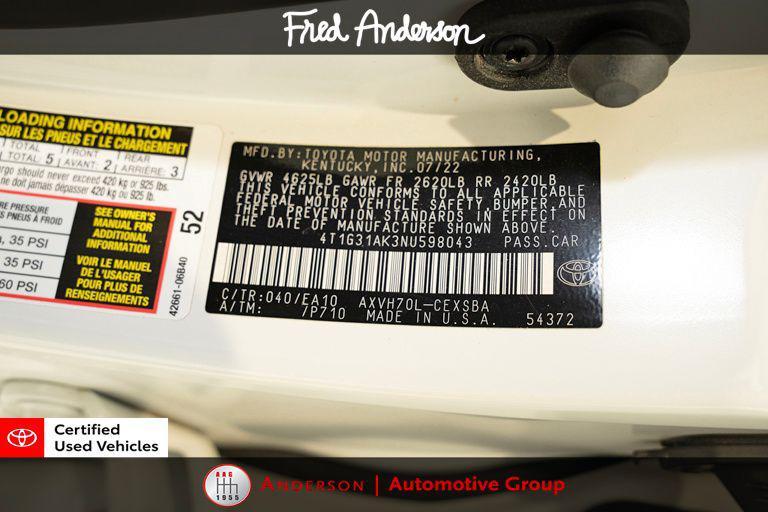 Fred Anderson
LOADING INFORMATION
SUR LES PNEUS ET LE CHARGEMENT
TOTAL FRONT REAR
TOTAL: 5 AVANT: 2 ARRIÈRE: 3
rgo should never exceed 420 kg or 925 lbs.
ne doit jamais dépasser 420 kg ou 925 lbs.
RE PRESSURE
S PNEUS À FROID
35 PSI
35 PSI
60 PSI
SEE OWNER'S
MANUAL FOR
ADDITIONAL
INFORMATION
VOIR LE MANUEL
DE L'USAGER
POUR PLUS DE
RENSEIGNEMENTS
52
42661-06B40
MFD. BY: TOYOTA MOTOR MANUFACTURING,
KENTUCKY, INC. 07/22
GVWR 4625LB GAWR FR 2620LB RR 2420LB
THIS VEHICLE CONFORMS TO ALL APPLICABLE
FEDERAL MOTOR VEHICLE SAFETY, BUMPER, AND
THEFT PREVENTION STANDARDS IN EFFECT ON
THE DATE OF MANUFACTURE SHOWN ABOVE.
4T1G31AK3NU598043 PASS. CAR
C/TR: 040/EA10 AXVH70L-CEXSBA
A/TM: 7P710 MADE IN U.S.A. 54372
TOYOTA
Certified
Used Vehicles
AAG
1955
ANDERSON | Automotive Group